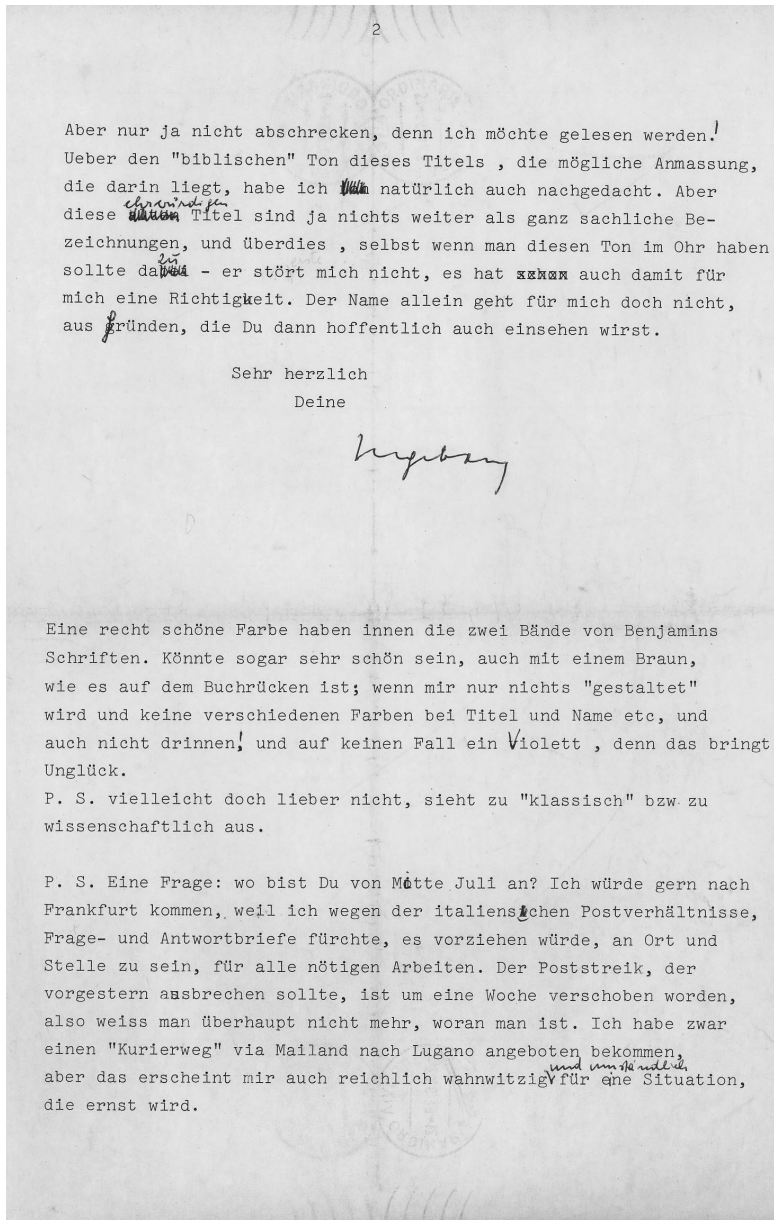 2
Aber nur ja nicht abschrecken, denn ich möchte gelesen werden!
Ueber den "biblischen" Ton dieses Titels , die mögliche Anmassung,
die darin liegt, habe ich natürlich auch nachgedacht. Aber
diese ehrwürdigen Titel sind ja nichts weiter als ganz sachliche Be-
zeichnungen, und überdies , selbst wenn man diesen Ton im Ohr haben
sollte dazu - er stört mich nicht, es hat auch damit für
mich eine Richtigkeit. Der Name allein geht für mich doch nicht,
aus gründen, die Du dann hoffentlich auch einsehen wirst.
Sehr herzlich
Deine
Ingeborg
Eine recht schöne Farbe haben innen die zwei Bände von Benjamins
Schriften. Könnte sogar sehr schön sein, auch mit einem Braun,
wie es auf dem Buchrücken ist; wenn mir nur nichts "gestaltet"
wird und keine verschiedenen Farben bei Titel und Name etc, und
auch nicht drinnen! und auf keinen Fall ein Violett , denn das bringt
Unglück.
P. S. vielleicht doch lieber nicht, sieht zu "klassisch" bzw. zu
wissenschaftlich aus.
P. S. Eine Frage: wo bist Du von Mitte Juli an? Ich würde gern nach
Frankfurt kommen, weil ich wegen der italienschen Postverhältnisse,
Frage- und Antwortbriefe fürchte, es vorziehen würde, an Ort und
Stelle zu sein, für alle nötigen Arbeiten. Der Poststreik, der
vorgestern ausbrechen sollte, ist um eine Woche verschoben worden,
also weiss man überhaupt nicht mehr, woran man ist. Ich habe zwar
einen "Kurierweg" via Mailand nach Lugano angeboten bekommen,
aber das erscheint mir auch reichlich wahnwitzig und umständlich für eine Situation,
die ernst wird.